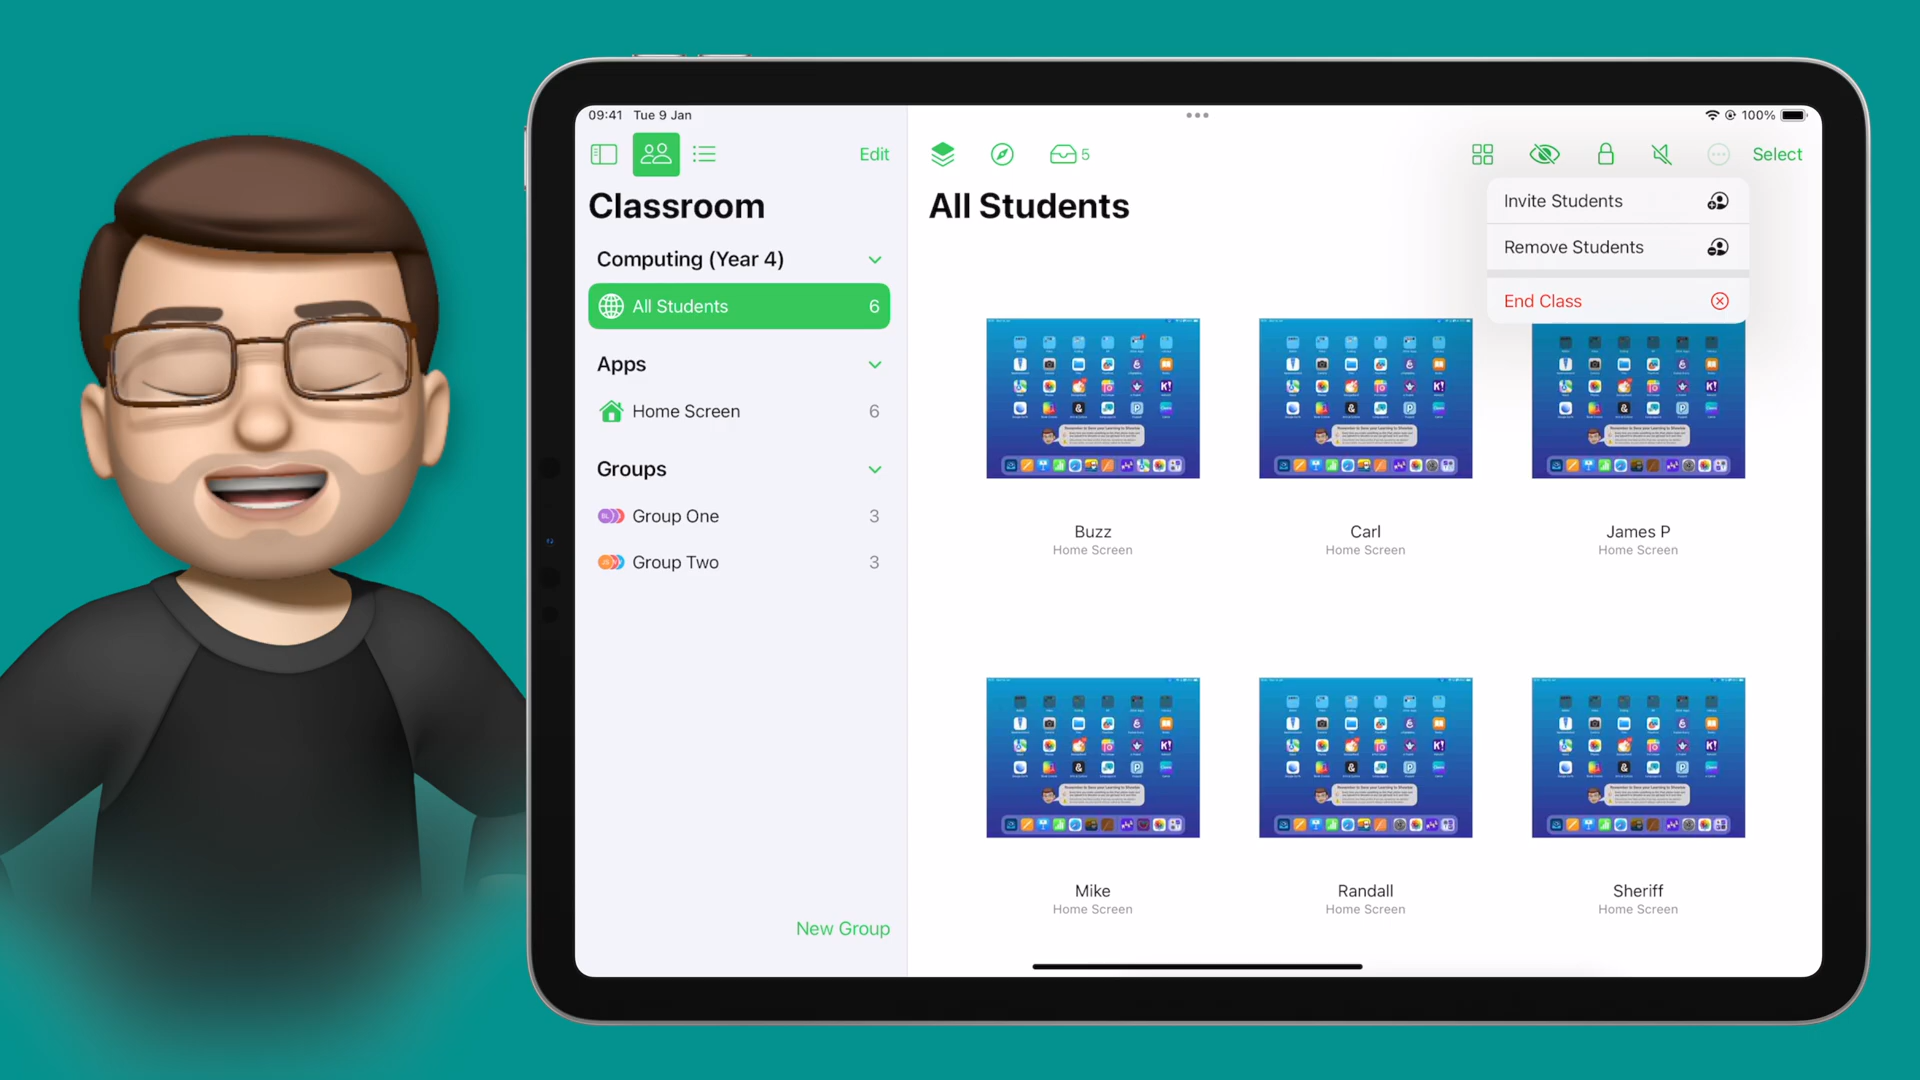 09:41 Tue 9 Jan
100%
Edit
5
Select
Classroom
All Students
Invite Students
Remove Students
End Class
Computing (Year 4)
All Students 6
Apps
Home Screen 6
Groups
Group One 3
Group Two 3
New Group
Buzz
Home Screen
Carl
Home Screen
James P
Home Screen
Mike
Home Screen
Randall
Home Screen
Sheriff
Home Screen